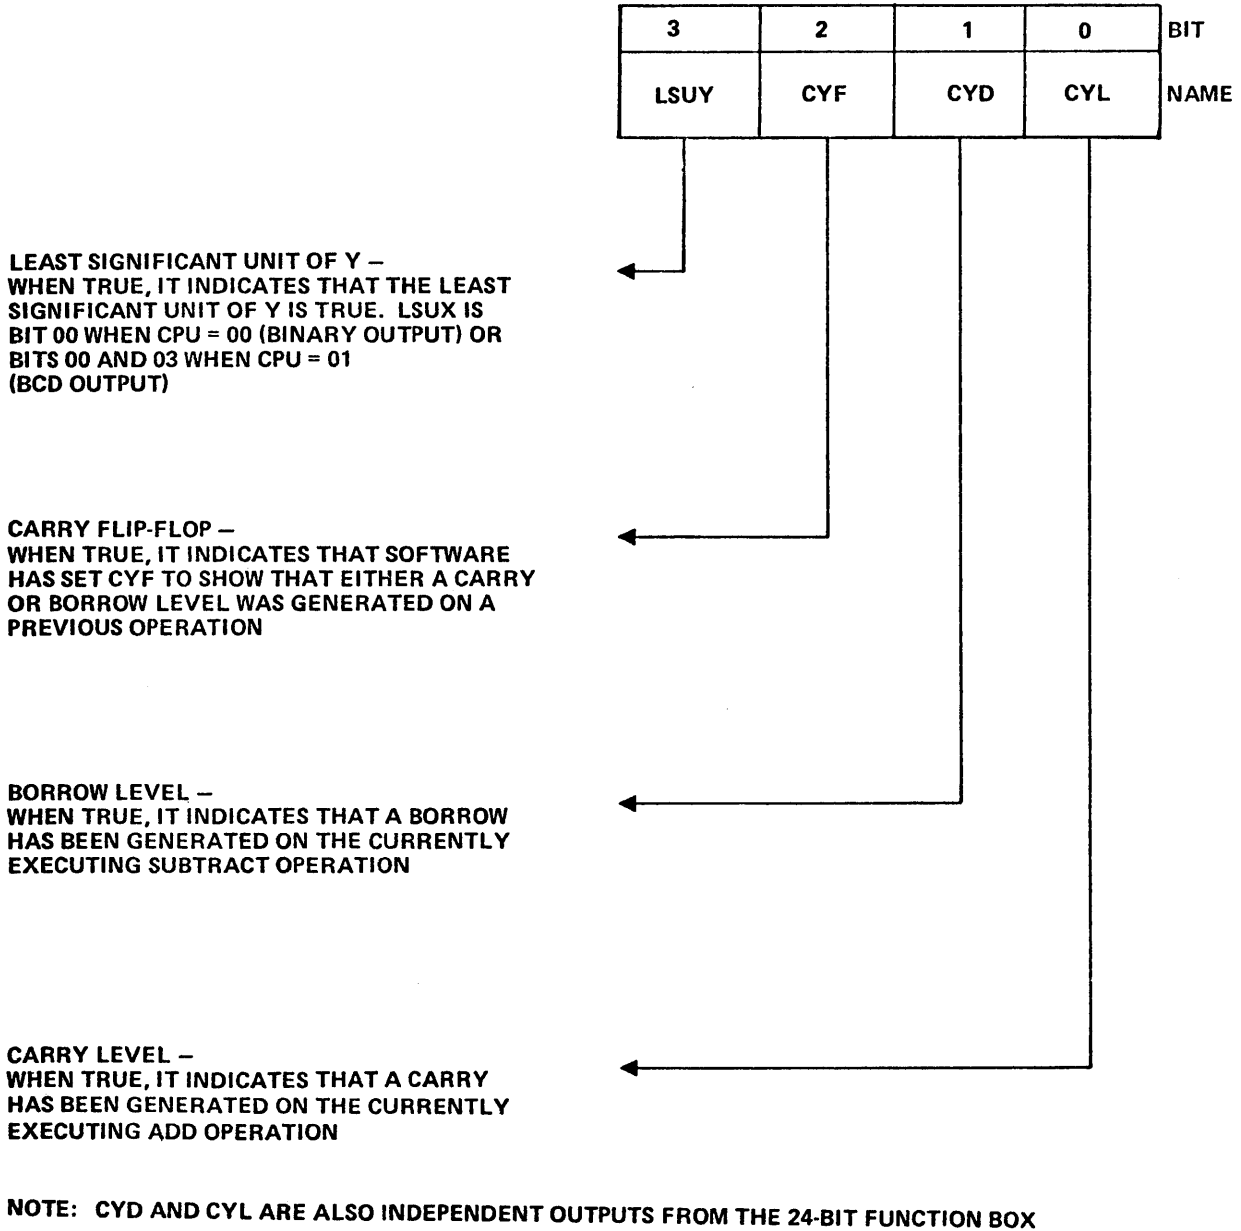 3 2 1 0 BIT
LSUY CYF CYD CYL NAME
LEAST SIGNIFICANT UNIT OF Y –
WHEN TRUE, IT INDICATES THAT THE LEAST
SIGNIFICANT UNIT OF Y IS TRUE. LSUX IS
BIT 00 WHEN CPU = 00 (BINARY OUTPUT) OR
BITS 00 AND 03 WHEN CPU = 01
(BCD OUTPUT)
CARRY FLIP-FLOP –
WHEN TRUE, IT INDICATES THAT SOFTWARE
HAS SET CYF TO SHOW THAT EITHER A CARRY
OR BORROW LEVEL WAS GENERATED ON A
PREVIOUS OPERATION
BORROW LEVEL –
WHEN TRUE, IT INDICATES THAT A BORROW
HAS BEEN GENERATED ON THE CURRENTLY
EXECUTING SUBTRACT OPERATION
CARRY LEVEL –
WHEN TRUE, IT INDICATES THAT A CARRY
HAS BEEN GENERATED ON THE CURRENTLY
EXECUTING ADD OPERATION
NOTE: CYD AND CYL ARE ALSO INDEPENDENT OUTPUTS FROM THE 24-BIT FUNCTION BOX